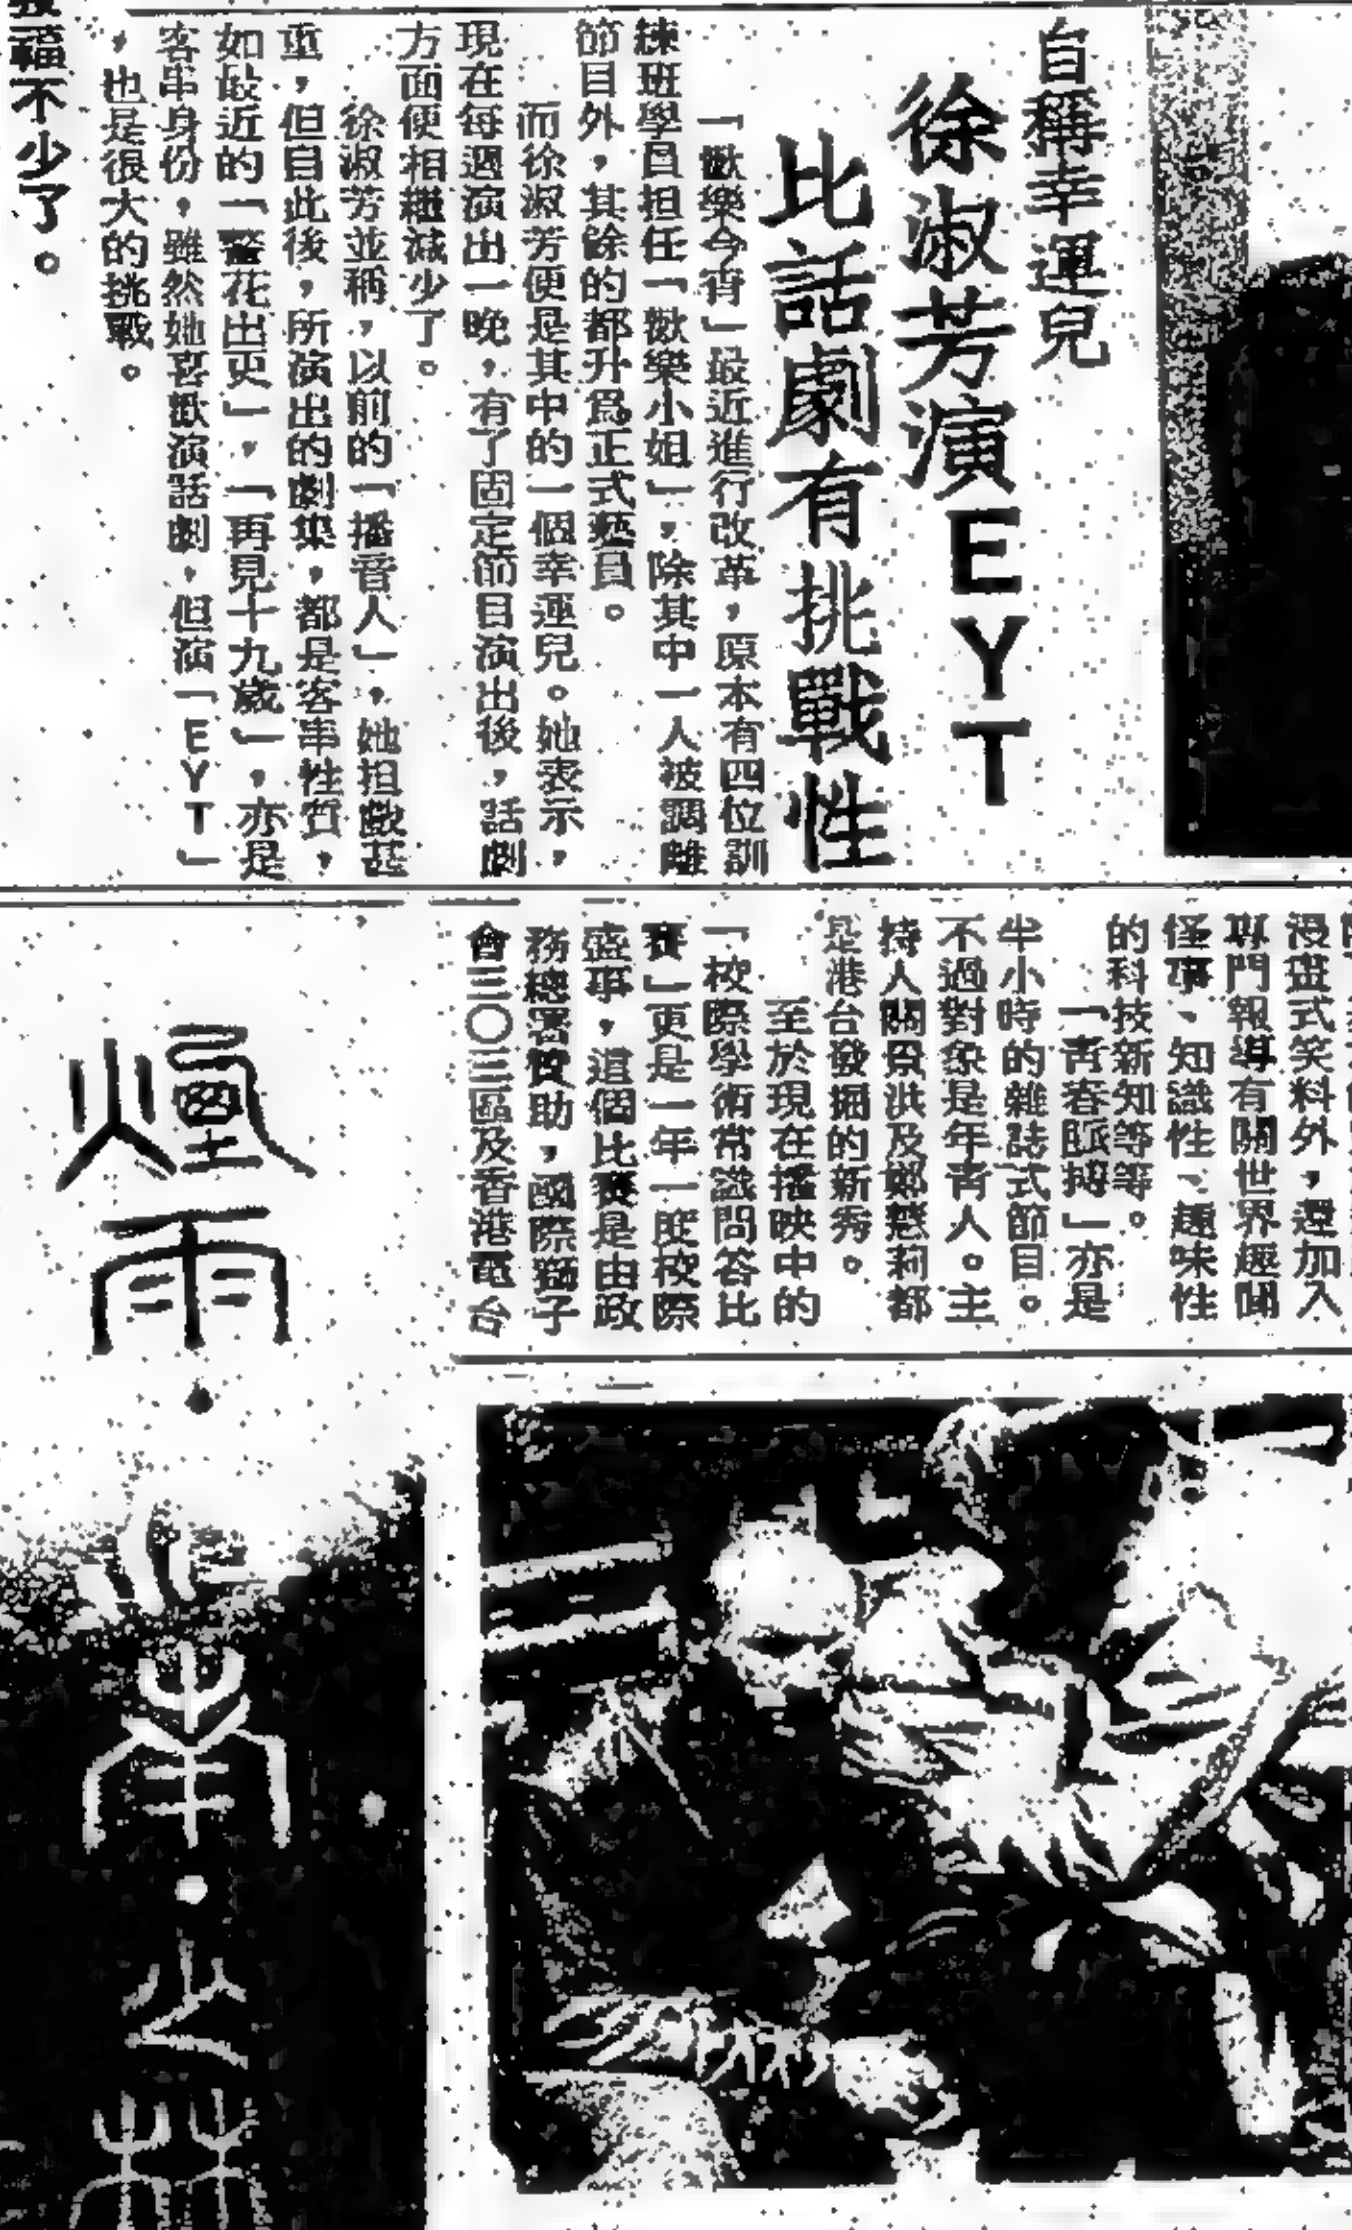 自稱幸運兒
徐淑芳演EYT
比話劇有挑戰性
「歡樂今宵」最近進行改革，原本有四位訓
練班學員担任「歡樂小姐」，除其中一人被調離
節目外，其餘的都升爲正式藝員。
而徐淑芳便是其中的一個幸運兒。她表示，
現在每週演出一晚，有了固定節目演出後，話劇
方面便相繼減少了。
徐淑芳並稱，以前的「播音人」，她担戲甚
重，但自此後，所演出的劇集，都是客串性質，
如最近的「警花出更」，「再見十九歲」，亦是
客串身份，雖然她喜歡演話劇，但演「EYT」
，也是很大的挑戰。
福不少了。
漫畫式笑料外，還加入
專門報導有關世界趣聞
怪事、知識性、趣味性
的科技新知等等。
「青春脈搏」亦是
半小時的雜誌式節目。
不過對象是年青人。主
持人關恩洪及鄭慧莉都
是港台發掘的新秀。
至於現在播映中的
「校際學術常識問答比
賽」更是一年一度校際
盛事，這個比賽是由政
務總署贊助，國際獅子
會三〇三區及香港電台
煙雨
南
少林